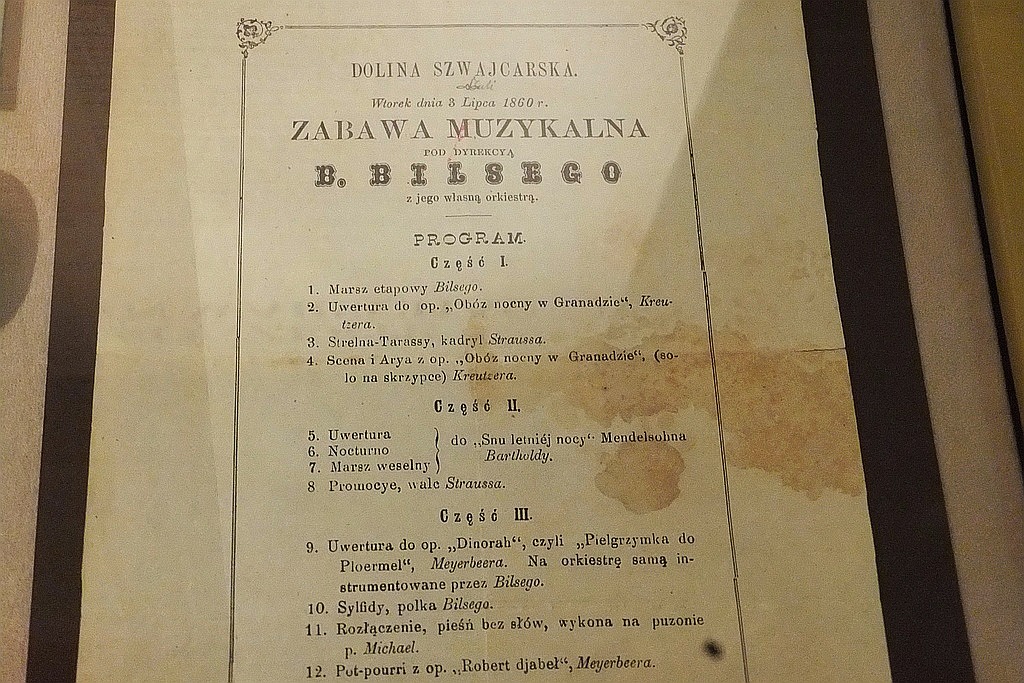 DOLINA SZWAJCARSKA.
Wtorek dnia 3 Lipca 1860 r.
ZABAWA MUZYKALNA
POD DYREKCYĄ
B. BILSEGO
z jego własną orkiestrą.
PROGRAM.
Część I.
1. Marsz etapowy Bilsego.
2. Uwertura do op. „Obóz nocny w Granadzie“, Kreu-
tzera.
3. Strelna-Tarassy, kadryl Straussa.
4. Scena i Arya z op. „Obóz nocny w Granadzie“, (so-
lo na skrzypce) Kreutzera.
Część II.
5. Uwertura
6. Nocturno
7. Marsz weselny
do „Snu letniéj nocy“ Mendelsohna
Bartholdy.
8 Promocye, walc Straussa.
Część III.
9. Uwertura do op. „Dinorah“, czyli „Pielgrzymka do
Ploermel“, Meyerbeera. Na orkiestrę samą in-
strumentowane przez Bilsego.
10. Sylfidy, polka Bilsego.
11. Rozłączenie, pieśń bez słów, wykona na puzonie
p. Michael.
12. Pot-pourri z op. „Robert djabeł“, Meyerbeera.